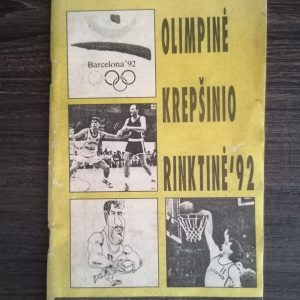 OLIMPINĖ
KREPŠINIO
RINKTINĖ '92
Barcelona '92